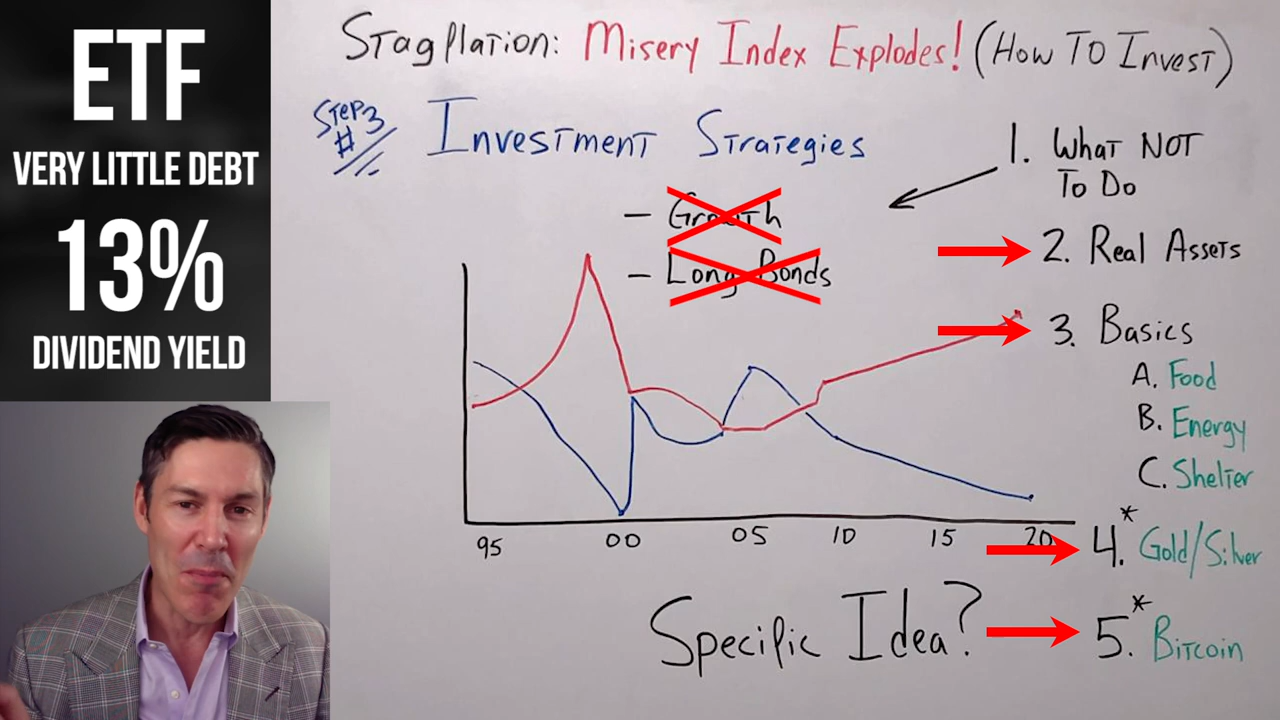 ETF
VERY LITTLE DEBT
13%
DIVIDEND YIELD
Stagflation: Misery Index Explodes! (How To Invest)
Step #3
Investment Strategies
- Growth
- Long Bonds
1. What NOT
To Do
2. Real Assets
3. Basics
A. Food
B. Energy
C. Shelter
4.* Gold/Silver
5.* Bitcoin
95 00 05 10 15 20
Specific Idea?